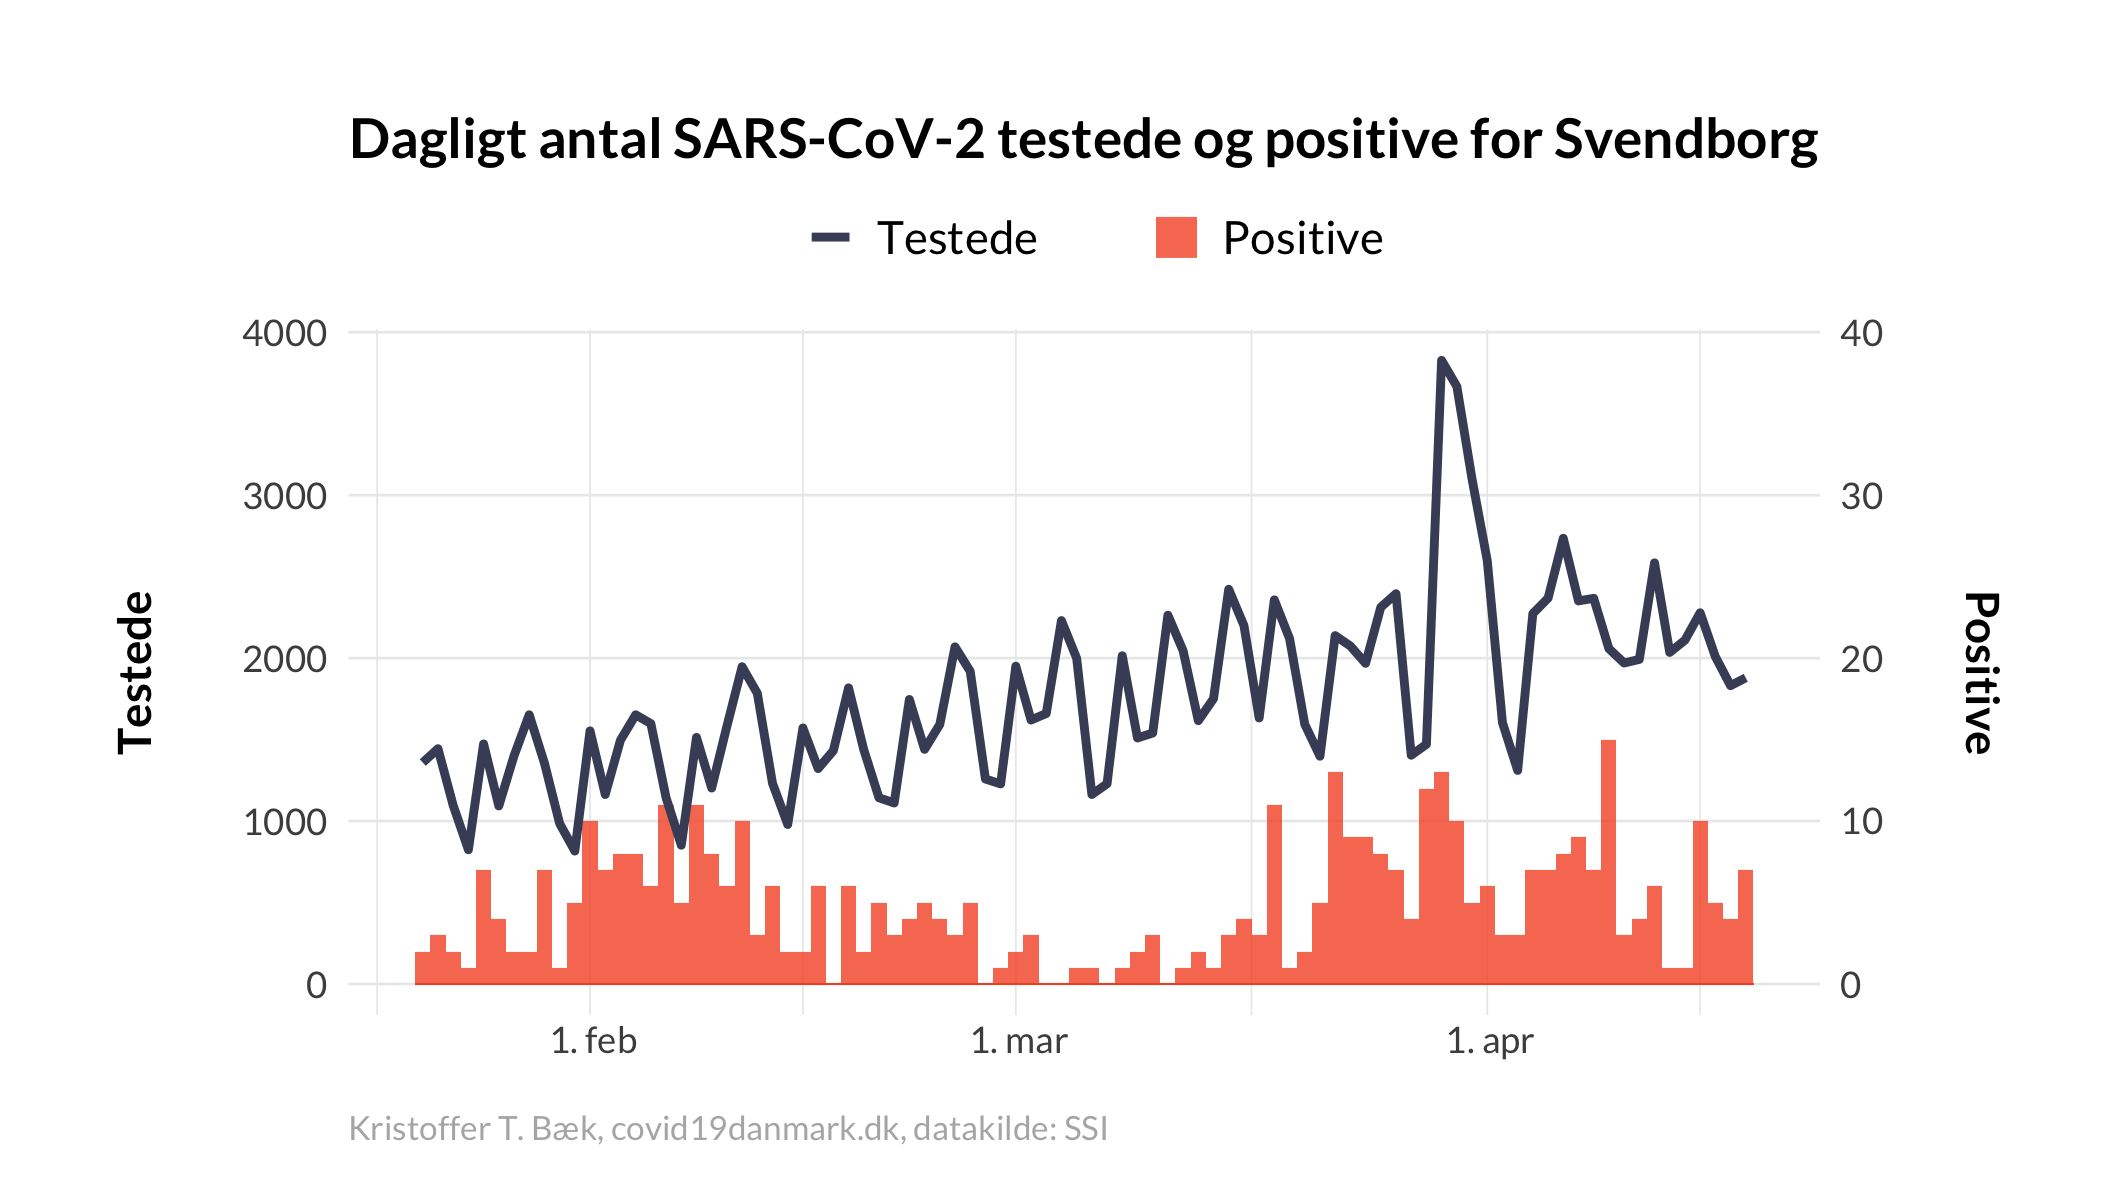 Dagligt antal SARS-CoV-2 testede og positive for Svendborg
Testede
Positive
4000
3000
2000
1000
0
Testede
40
30
20
10
0
Positive
1. feb
1. mar
1. apr
Kristoffer T. Bæk, covid19danmark.dk, datakilde: SSI